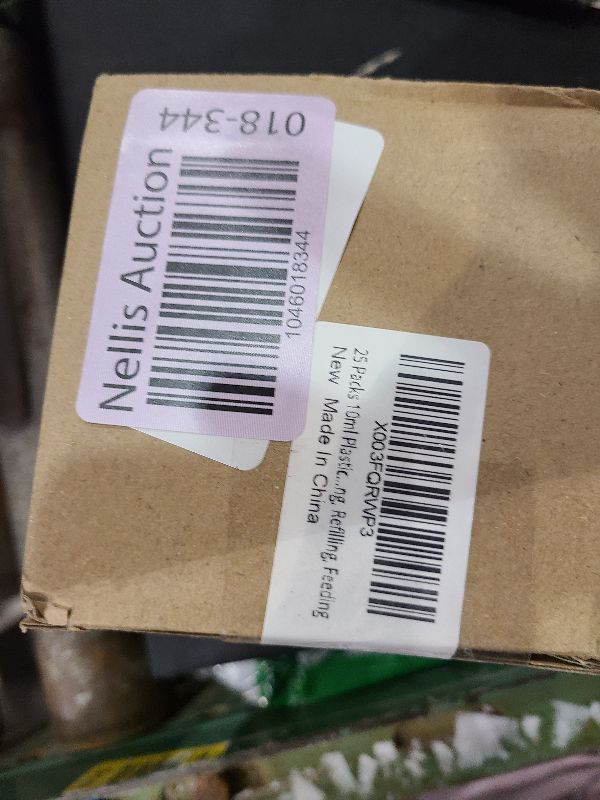 Nellis Auction
1046018344
018-344
X003FQRWP3
25 Packs 10ml Plastic...ng, Refilling, Feeding
New Made In China